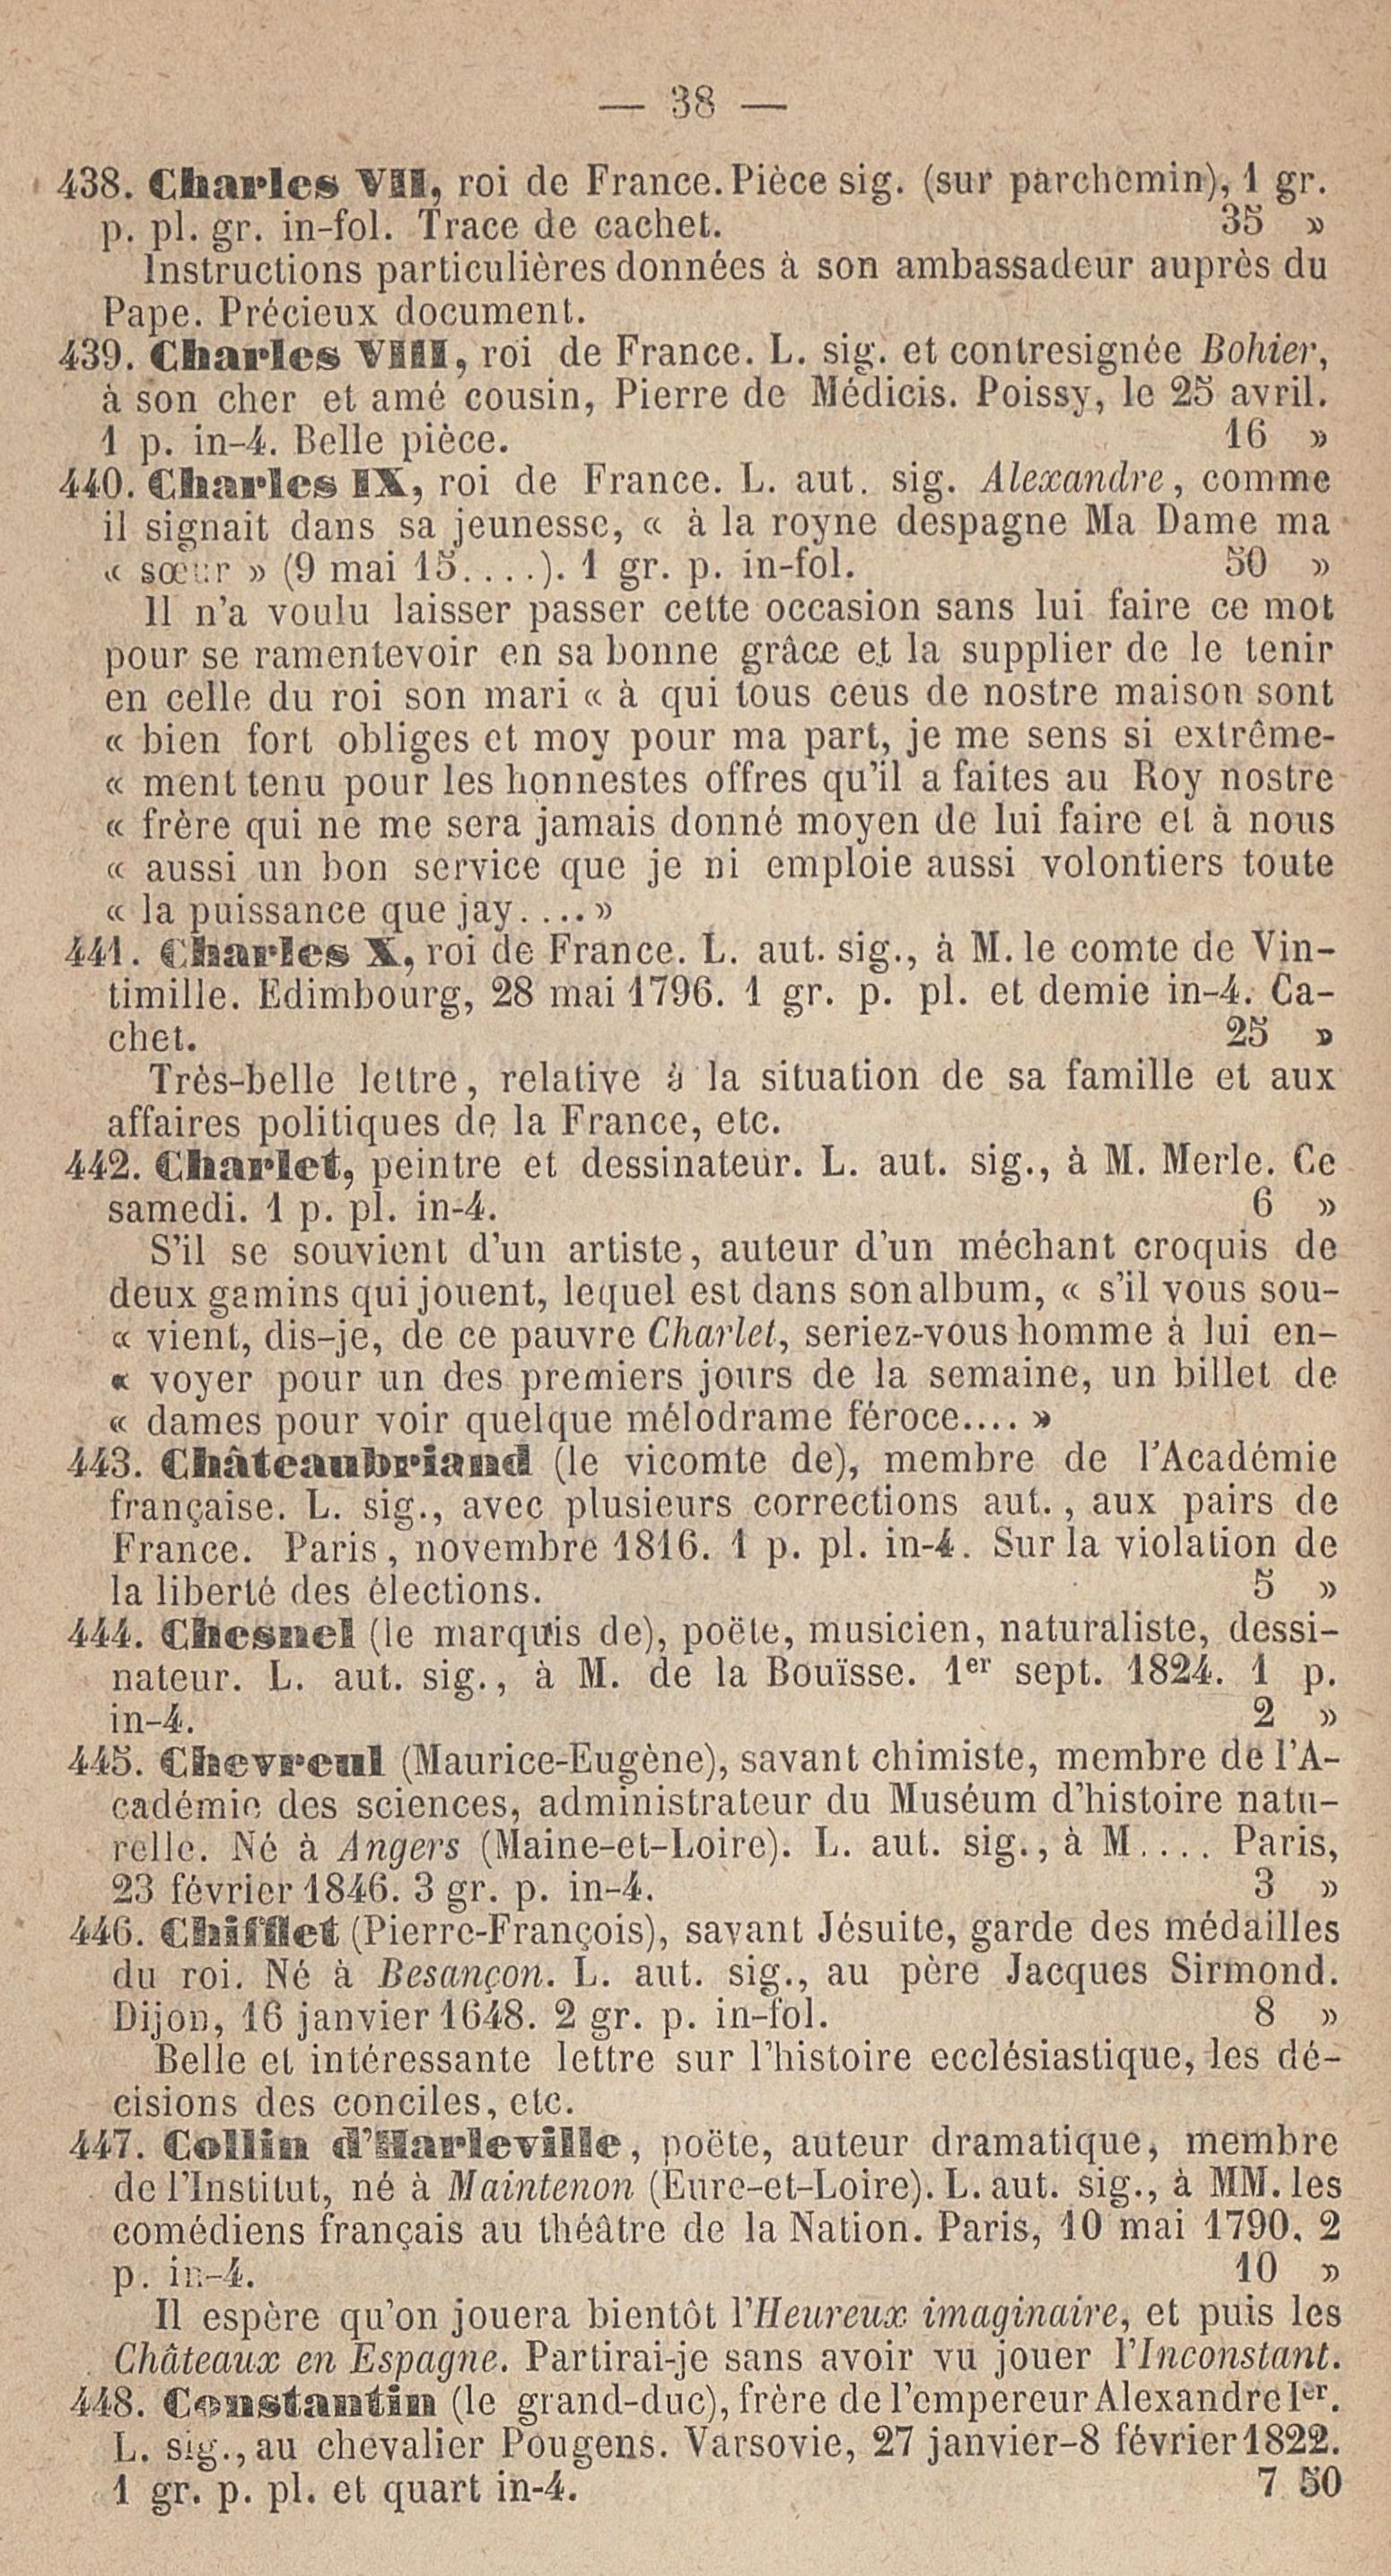 — 38 —
438. Charles VII, roi de France. Pièce sig. (sur parchemin), 1 gr.
p. pl. gr. in-fol. Trace de cachet. 35 »
Instructions particulières données à son ambassadeur auprès du
Pape. Précieux document.
439. Charles VIII, roi de France. L. sig. et contresignée Bohier,
à son cher et amé cousin, Pierre de Médicis. Poissy, le 25 avril.
1 p. in-4. Belle pièce. 16 »
440. Charles IX, roi de France. L. aut. sig. Alexandre, comme
il signait dans sa jeunesse, « à la royne despagne Ma Dame ma
« sœur » (9 mai 15....). 1 gr. p. in-fol. 50 »
Il n'a voulu laisser passer cette occasion sans lui faire ce mot
pour se ramentevoir en sa bonne grâce et la supplier de le tenir
en celle du roi son mari « à qui tous ceus de nostre maison sont
« bien fort obliges et moy pour ma part, je me sens si extrême-
« ment tenu pour les honnestes offres qu'il a faites au Roy nostre
« frère qui ne me sera jamais donné moyen de lui faire et à nous
« aussi un bon service que je ni emploie aussi volontiers toute
« la puissance que jay.... »
441. Charles X, roi de France. L. aut. sig., à M. le comte de Vin-
timille. Edimbourg, 28 mai 1796. 1 gr. p. pl. et demie in-4. Ca-
chet. 25 »
Très-belle lettre, relative à la situation de sa famille et aux
affaires politiques de la France, etc.
442. Charlet, peintre et dessinateur. L. aut. sig., à M. Merle. Ce
samedi. 1 p. pl. in-4. 6 »
S'il se souvient d'un artiste, auteur d'un méchant croquis de
deux gamins qui jouent, lequel est dans son album, « s'il vous sou-
« vient, dis-je, de ce pauvre Charlet, seriez-vous homme à lui en-
« voyer pour un des premiers jours de la semaine, un billet de
« dames pour voir quelque mélodrame féroce.... »
443. Châteaubriand (le vicomte de), membre de l'Académie
française. L. sig., avec plusieurs corrections aut., aux pairs de
France. Paris, novembre 1816. 1 p. pl. in-4. Sur la violation de
la liberté des élections. 5 »
444. Chesnel (le marquis de), poëte, musicien, naturaliste, dessi-
nateur. L. aut. sig., à M. de la Bouïsse. 1er sept. 1824. 1 p.
in-4. 2 »
445. Chevreul (Maurice-Eugène), savant chimiste, membre de l'A-
cadémie des sciences, administrateur du Muséum d'histoire natu-
relle. Né à Angers (Maine-et-Loire). L. aut. sig., à M.... Paris,
23 février 1846. 3 gr. p. in-4. 3 »
446. Chifflet (Pierre-François), savant Jésuite, garde des médailles
du roi. Né à Besançon. L. aut. sig., au père Jacques Sirmond.
Dijon, 16 janvier 1648. 2 gr. p. in-fol. 8 »
Belle et intéressante lettre sur l'histoire ecclésiastique, les dé-
cisions des conciles, etc.
447. Collin d'Harleville, poëte, auteur dramatique, membre
de l'Institut, né à Maintenon (Eure-et-Loire). L. aut. sig., à MM. les
comédiens français au théâtre de la Nation. Paris, 10 mai 1790. 2
p. in-4. 10 »
Il espère qu'on jouera bientôt l'Heureux imaginaire, et puis les
Châteaux en Espagne. Partirai-je sans avoir vu jouer l'Inconstant.
448. Constantin (le grand-duc), frère de l'empereur Alexandre Ier.
L. sig., au chevalier Pougens. Varsovie, 27 janvier-8 février 1822.
1 gr. p. pl. et quart in-4. 7 50